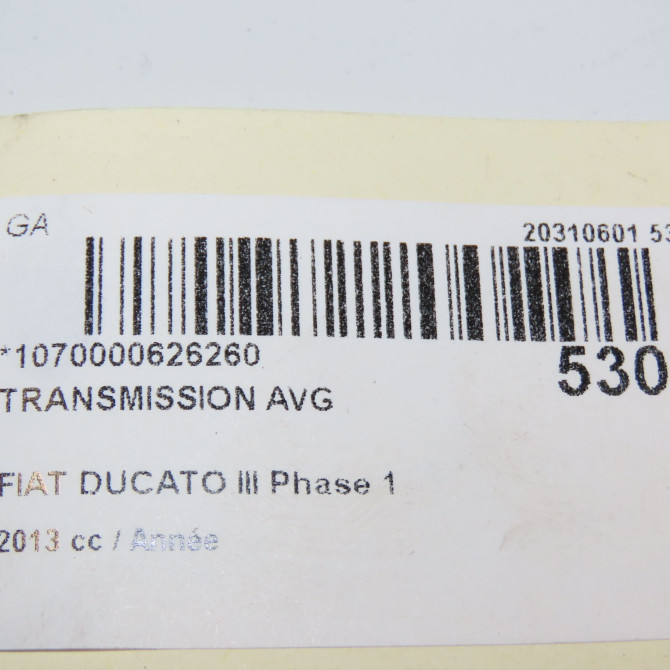 GA
20310601 53
*1070000626260
530
TRANSMISSION AVG
FIAT DUCATO III Phase 1
2013 cc / Année